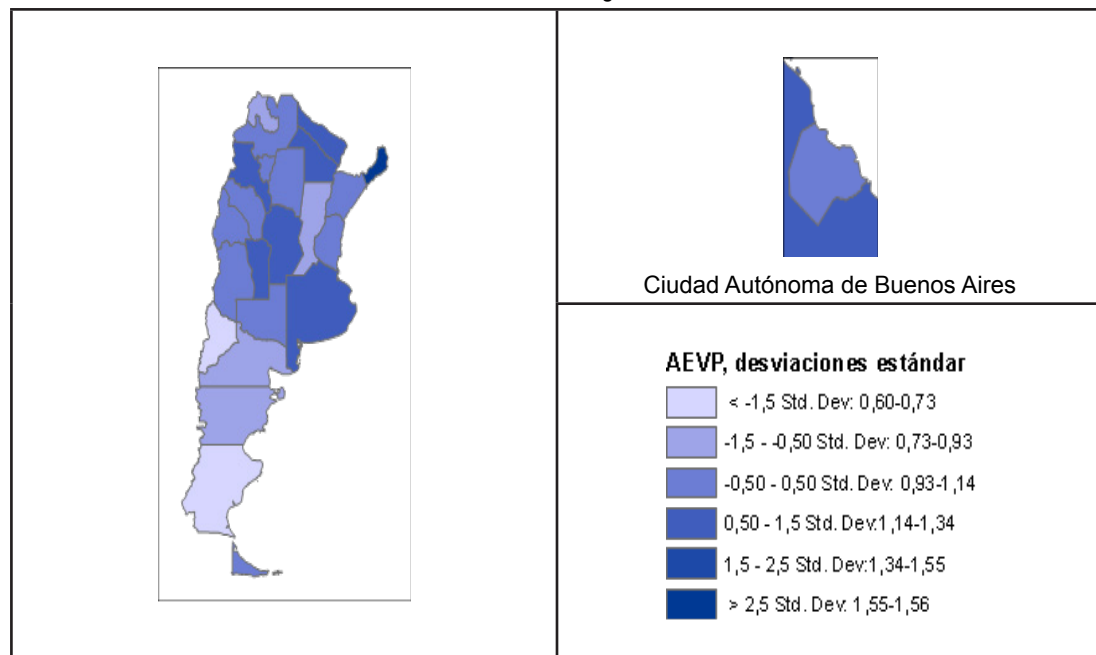 Ciudad Autónoma de Buenos Aires
AEVP, desviaciones estándar
< -1,5 Std. Dev: 0,60-0,73
-1,5 - -0,50 Std. Dev: 0,73-0,93
-0,50 - 0,50 Std. Dev: 0,93-1,14
0,50 - 1,5 Std. Dev:1,14-1,34
1,5 - 2,5 Std. Dev:1,34-1,55
> 2,5 Std. Dev: 1,55-1,56